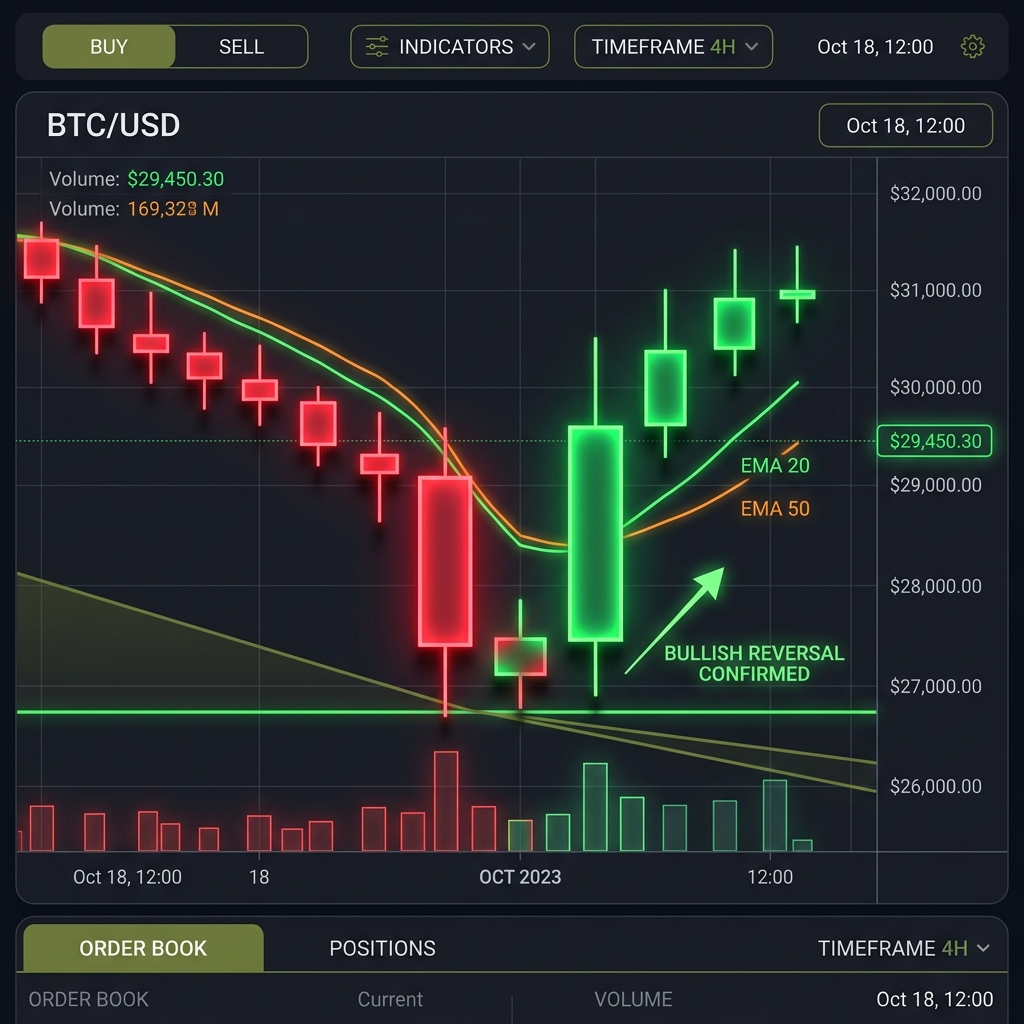 BUY SELL INDICATORS TIMEFRAME 4H Oct 18, 12:00
BTC/USD Oct 18, 12:00
Volume: $29,450.30
Volume: M
$32,000.00
$31,000.00
$30,000.00
$29,450.30
EMA 20
$29,000.00
EMA 50
$28,000.00
BULLISH REVERSAL
CONFIRMED
$27,000.00
$26,000.00
Oct 18, 12:00 18 OCT 2023 12:00
ORDER BOOK POSITIONS TIMEFRAME 4H
ORDER BOOK Current VOLUME Oct 18, 12:00